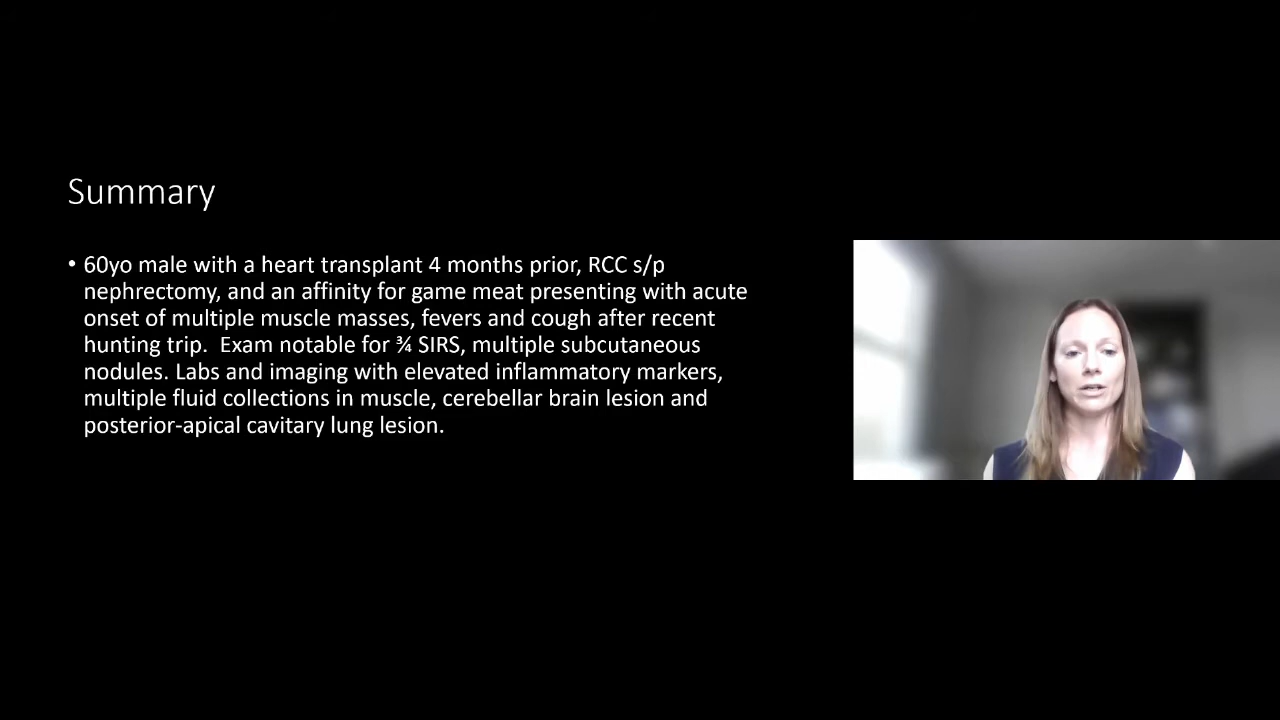 Summary
• 60yo male with a heart transplant 4 months prior, RCC s/p
nephrectomy, and an affinity for game meat presenting with acute
onset of multiple muscle masses, fevers and cough after recent
hunting trip.  Exam notable for ¾ SIRS, multiple subcutaneous
nodules. Labs and imaging with elevated inflammatory markers,
multiple fluid collections in muscle, cerebellar brain lesion and
posterior-apical cavitary lung lesion.